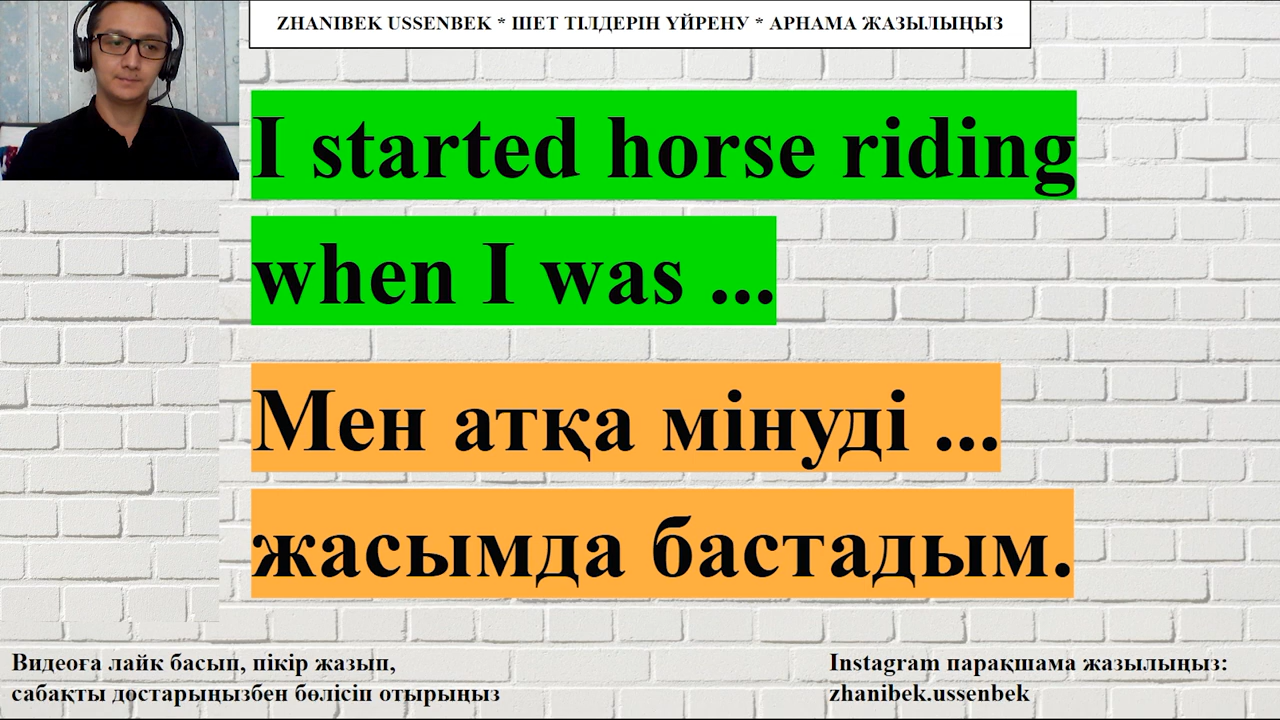 ZHANIBEK USSENBEK * ШЕТ ТІЛДЕРІН ҮЙРЕНУ * АРНАМА ЖАЗЫЛЫҢЫЗ
I started horse riding
when I was ...
Мен атқа мінуді ...
жасымда бастадым.
Видеоға лайк басып, пікір жазып,
сабақты достарыңызбен бөлісіп отырыңыз
Instagram парақшама жазылыңыз:
zhanibek.ussenbek